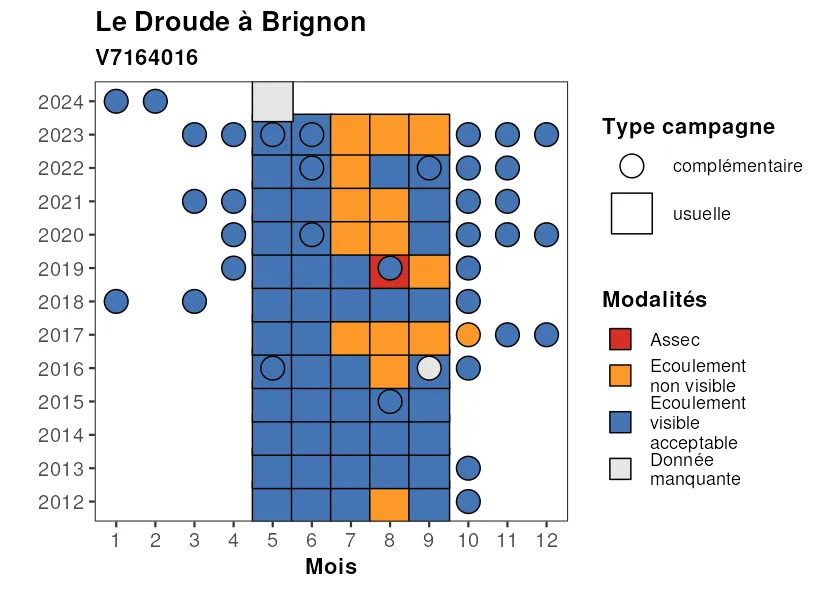 Le Droude à Brignon
V7164016
2024
2023
2022
2021
2020
2019
2018
2017
2016
2015
2014
2013
2012
1 2 3 4 5 6 7 8 9 10 11 12
Mois
Type campagne
complémentaire
usuelle
Modalités
Assec
Ecoulement
non visible
Ecoulement
visible
acceptable
Donnée
manquante